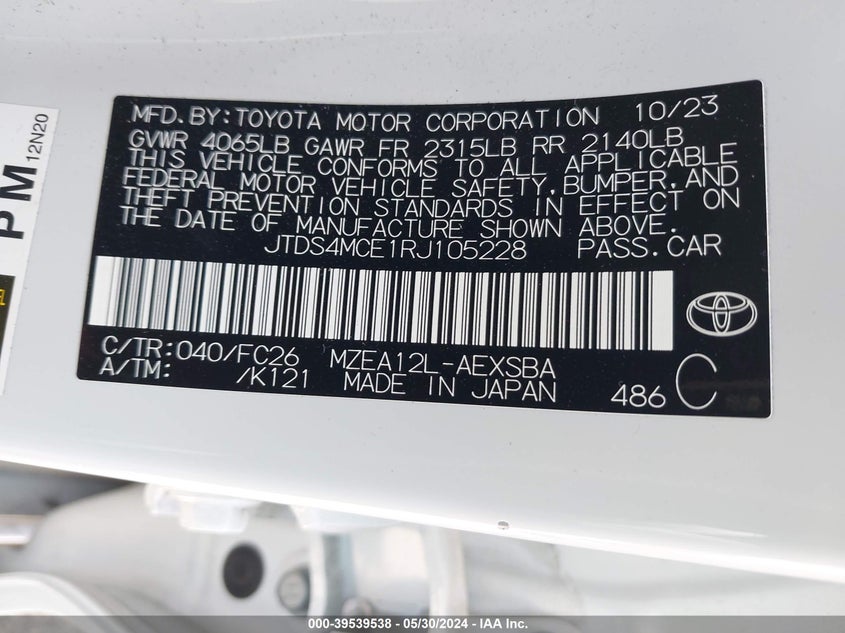 MFD.BY:TOYOTA MOTOR CORPORATION 10/23
GVWR 4065LB GAWR FR 2315LB RR 2140LB
THIS VEHICLE CONFORMS TO ALL APPLICABLE
FEDERAL MOTOR VEHICLE SAFETY,BUMPER,AND
THEFT PREVENTION STANDARDS IN EFFECT ON
THE DATE OF MANUFACTURE SHOWN ABOVE.
JTDS4MCE1RJ105228 PASS.CAR
C/TR:040/FC26 MZEA12L-AEXSBA
A/TM: /K121 MADE IN JAPAN 486 C
PM
12N20
000-39539538 - 05/30/2024 - IAA Inc.